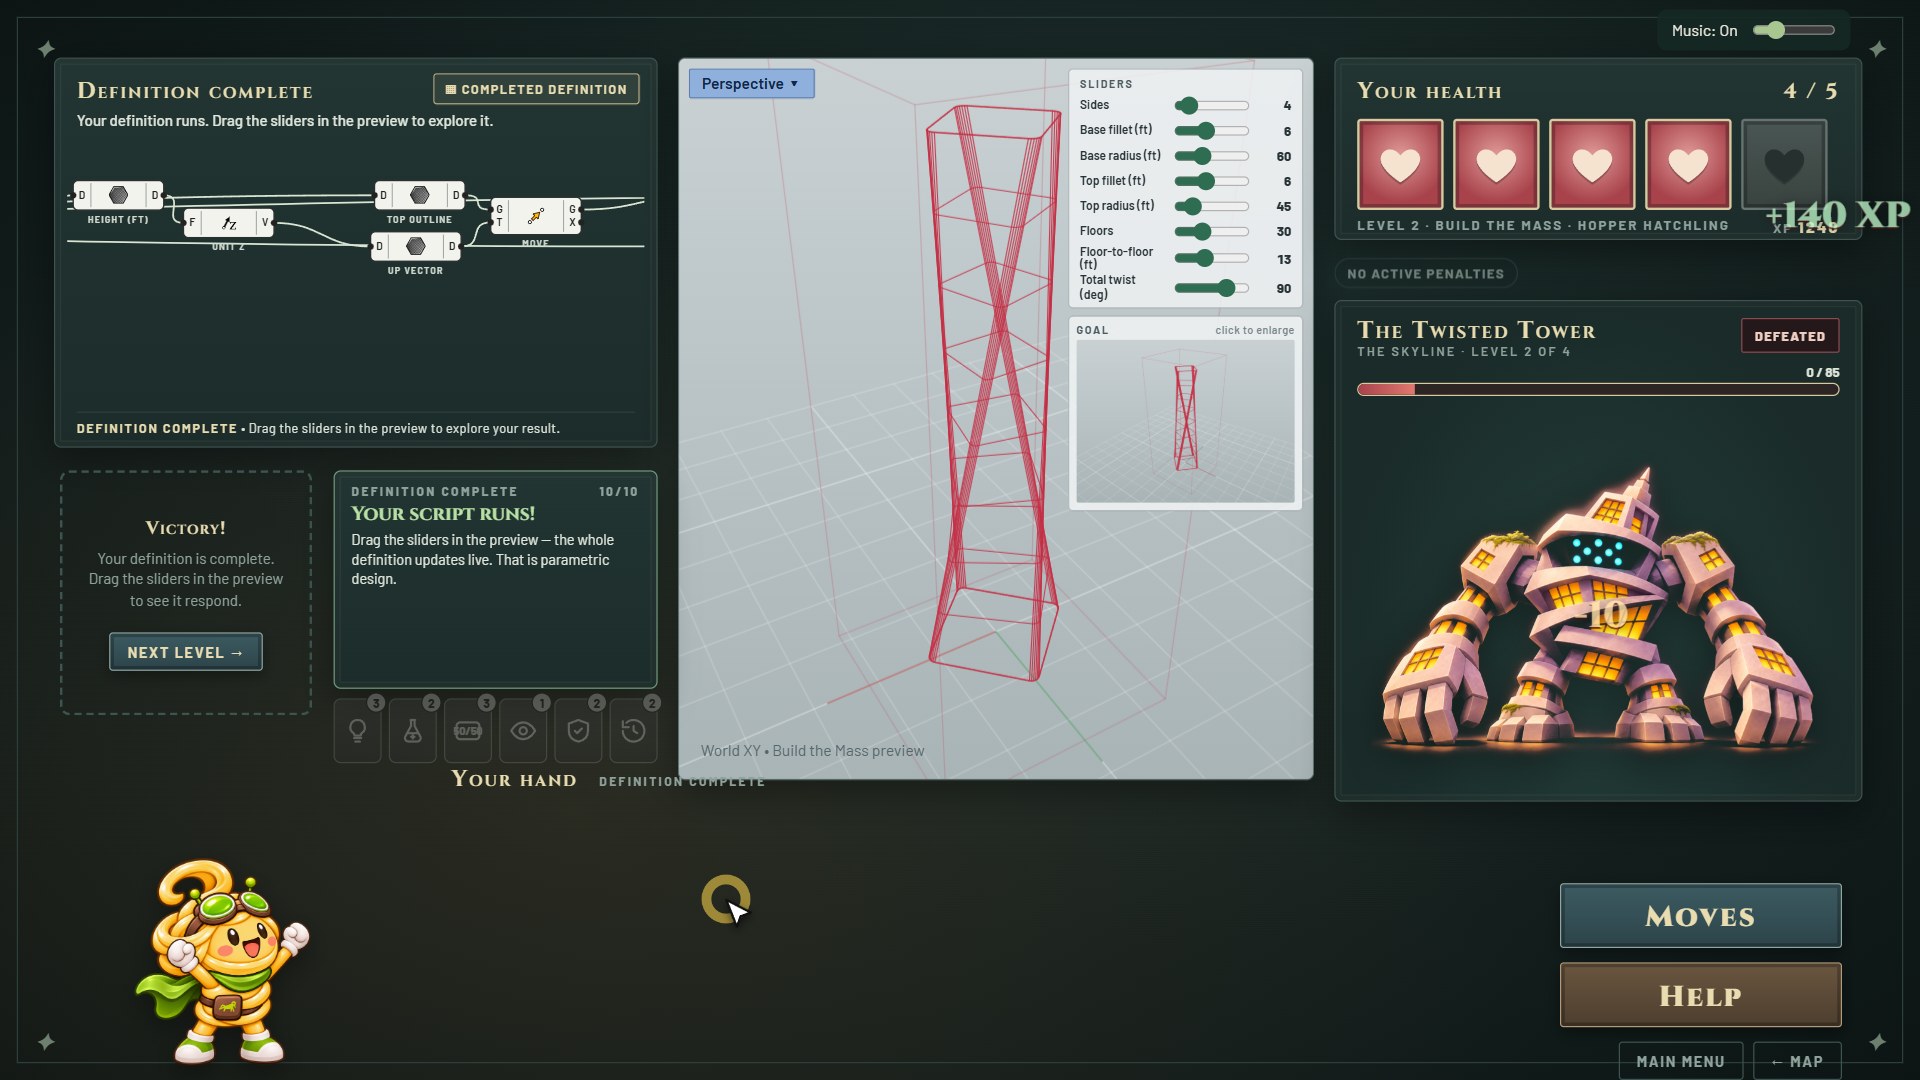 Music: On
Definition complete
▦ COMPLETED DEFINITION
Your definition runs. Drag the sliders in the preview to explore it.
D D
HEIGHT (FT)
F V
UNIT Z
D D
TOP OUTLINE
D D
UP VECTOR
G G
T X
MOVE
DEFINITION COMPLETE • Drag the sliders in the preview to explore your result.
Victory!
Your definition is complete.
Drag the sliders in the preview
to see it respond.
NEXT LEVEL →
DEFINITION COMPLETE 10/10
Your script runs!
Drag the sliders in the preview — the whole
definition updates live. That is parametric
design.
3 2 3 1 2 2
50/50
Your hand DEFINITION COMPLETE
Perspective ▼
SLIDERS
Sides 4
Base fillet (ft) 6
Base radius (ft) 60
Top fillet (ft) 6
Top radius (ft) 45
Floors 30
Floor-to-floor
(ft) 13
Total twist
(deg) 90
GOAL click to enlarge
World XY • Build the Mass preview
Your health 4 / 5
+140 XP
LEVEL 2 · BUILD THE MASS · HOPPER HATCHLING
NO ACTIVE PENALTIES
The Twisted Tower
DEFEATED
THE SKYLINE · LEVEL 2 OF 4
0 / 85
-10
Moves
Help
MAIN MENU
← MAP